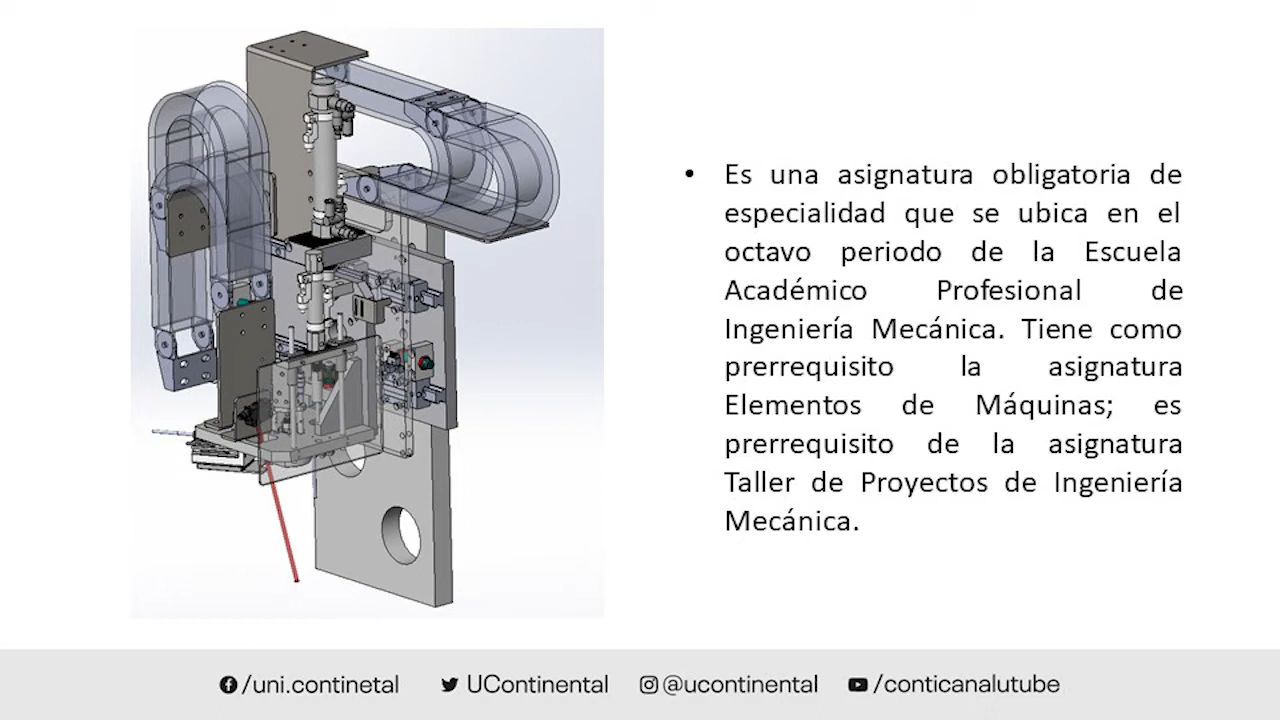 • Es una asignatura obligatoria de
especialidad que se ubica en el
octavo periodo de la Escuela
Académico Profesional de
Ingeniería Mecánica. Tiene como
prerrequisito la asignatura
Elementos de Máquinas; es
prerrequisito de la asignatura
Taller de Proyectos de Ingeniería
Mecánica.
/uni.continetal UContinental @ucontinental /conticanalutube